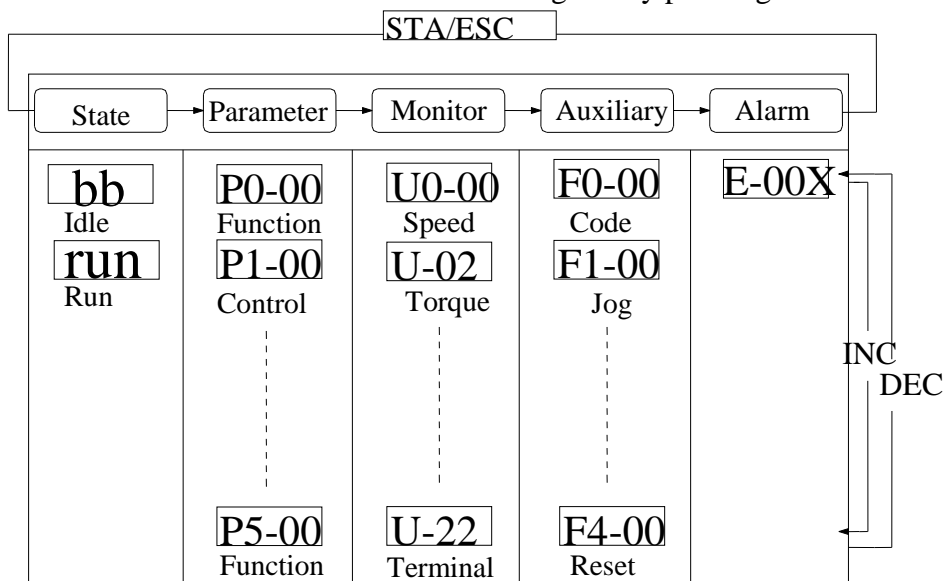 STA/ESC
State Parameter Monitor Auxiliary Alarm
bb P0-00 U0-00 F0-00 E-00X
Idle Function Speed Code
run P1-00 U-02 F1-00
Run Control Torque Jog
INC
DEC
P5-00 U-22 F4-00
Function Terminal Reset